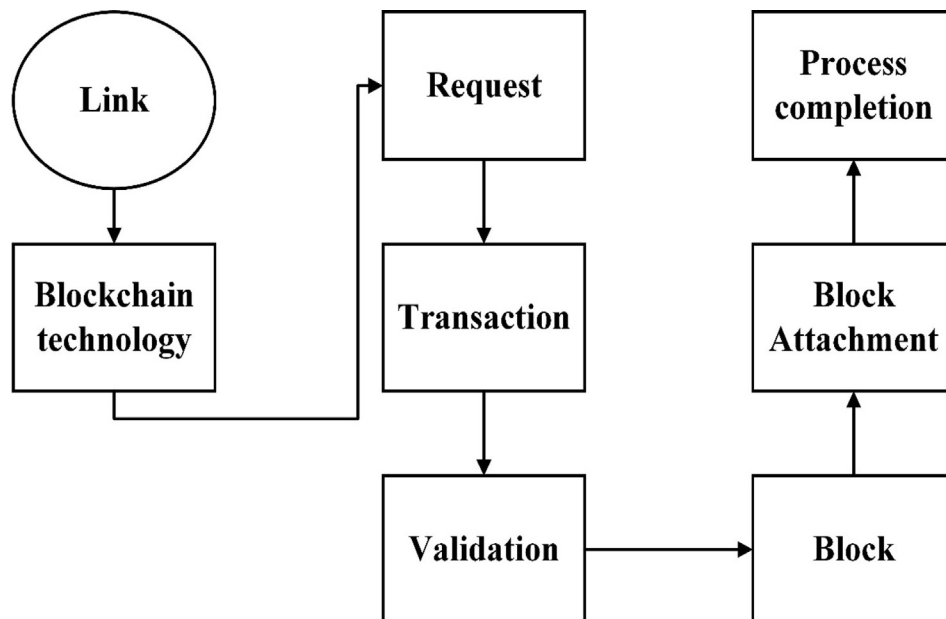 Link
Blockchain
technology
Request
Transaction
Validation
Block
Block
Attachment
Process
completion